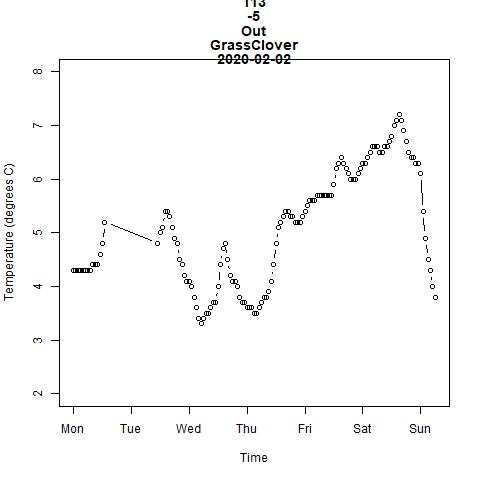 113
-5
Out
GrassClover
2020-02-02
Temperature (degrees C)
8
7
6
5
4
3
2
Mon Tue Wed Thu Fri Sat Sun
Time